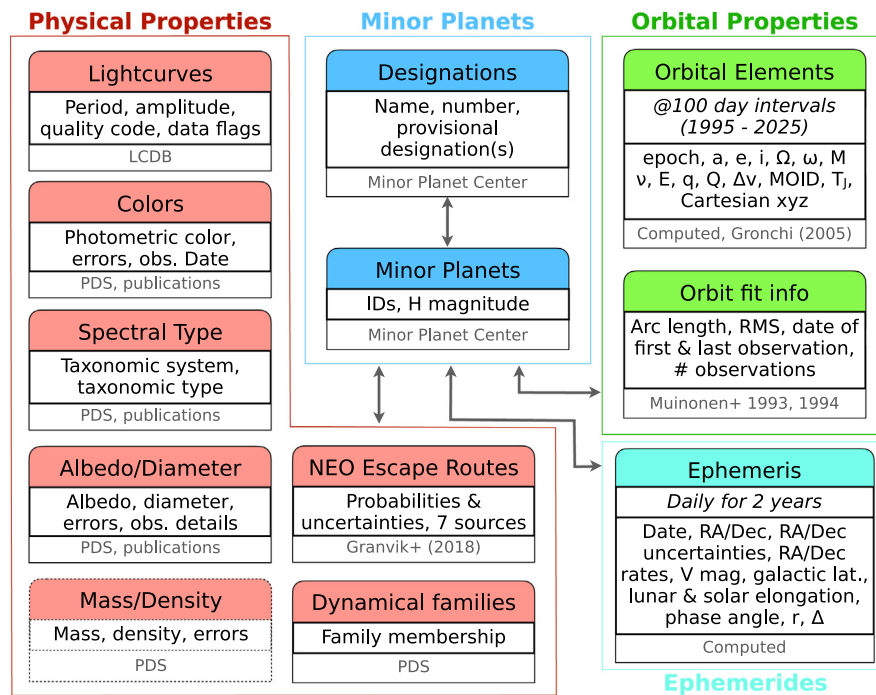 Physical Properties
Lightcurves
Period, amplitude,
quality code, data flags
LCDB
Colors
Photometric color,
errors, obs. Date
PDS, publications
Spectral Type
Taxonomic system,
taxonomic type
PDS, publications
Albedo/Diameter
Albedo, diameter,
errors, obs. details
PDS, publications
Mass/Density
Mass, density, errors
PDS
NEO Escape Routes
Probabilities &
uncertainties, 7 sources
Granvik+ (2018)
Dynamical families
Family membership
PDS
Minor Planets
Designations
Name, number,
provisional
designation(s)
Minor Planet Center
Minor Planets
IDs, H magnitude
Minor Planet Center
Orbital Properties
Orbital Elements
@100 day intervals
(1995 - 2025)
epoch, a, e, i, Ω, ω, M
ν, E, q, Q, Δv, MOID, TJ,
Cartesian xyz
Computed, Gronchi (2005)
Orbit fit info
Arc length, RMS, date of
first & last observation,
# observations
Muinonen+ 1993, 1994
Ephemeris
Daily for 2 years
Date, RA/Dec, RA/Dec
uncertainties, RA/Dec
rates, V mag, galactic lat.,
lunar & solar elongation,
phase angle, r, Δ
Computed
Ephemerides